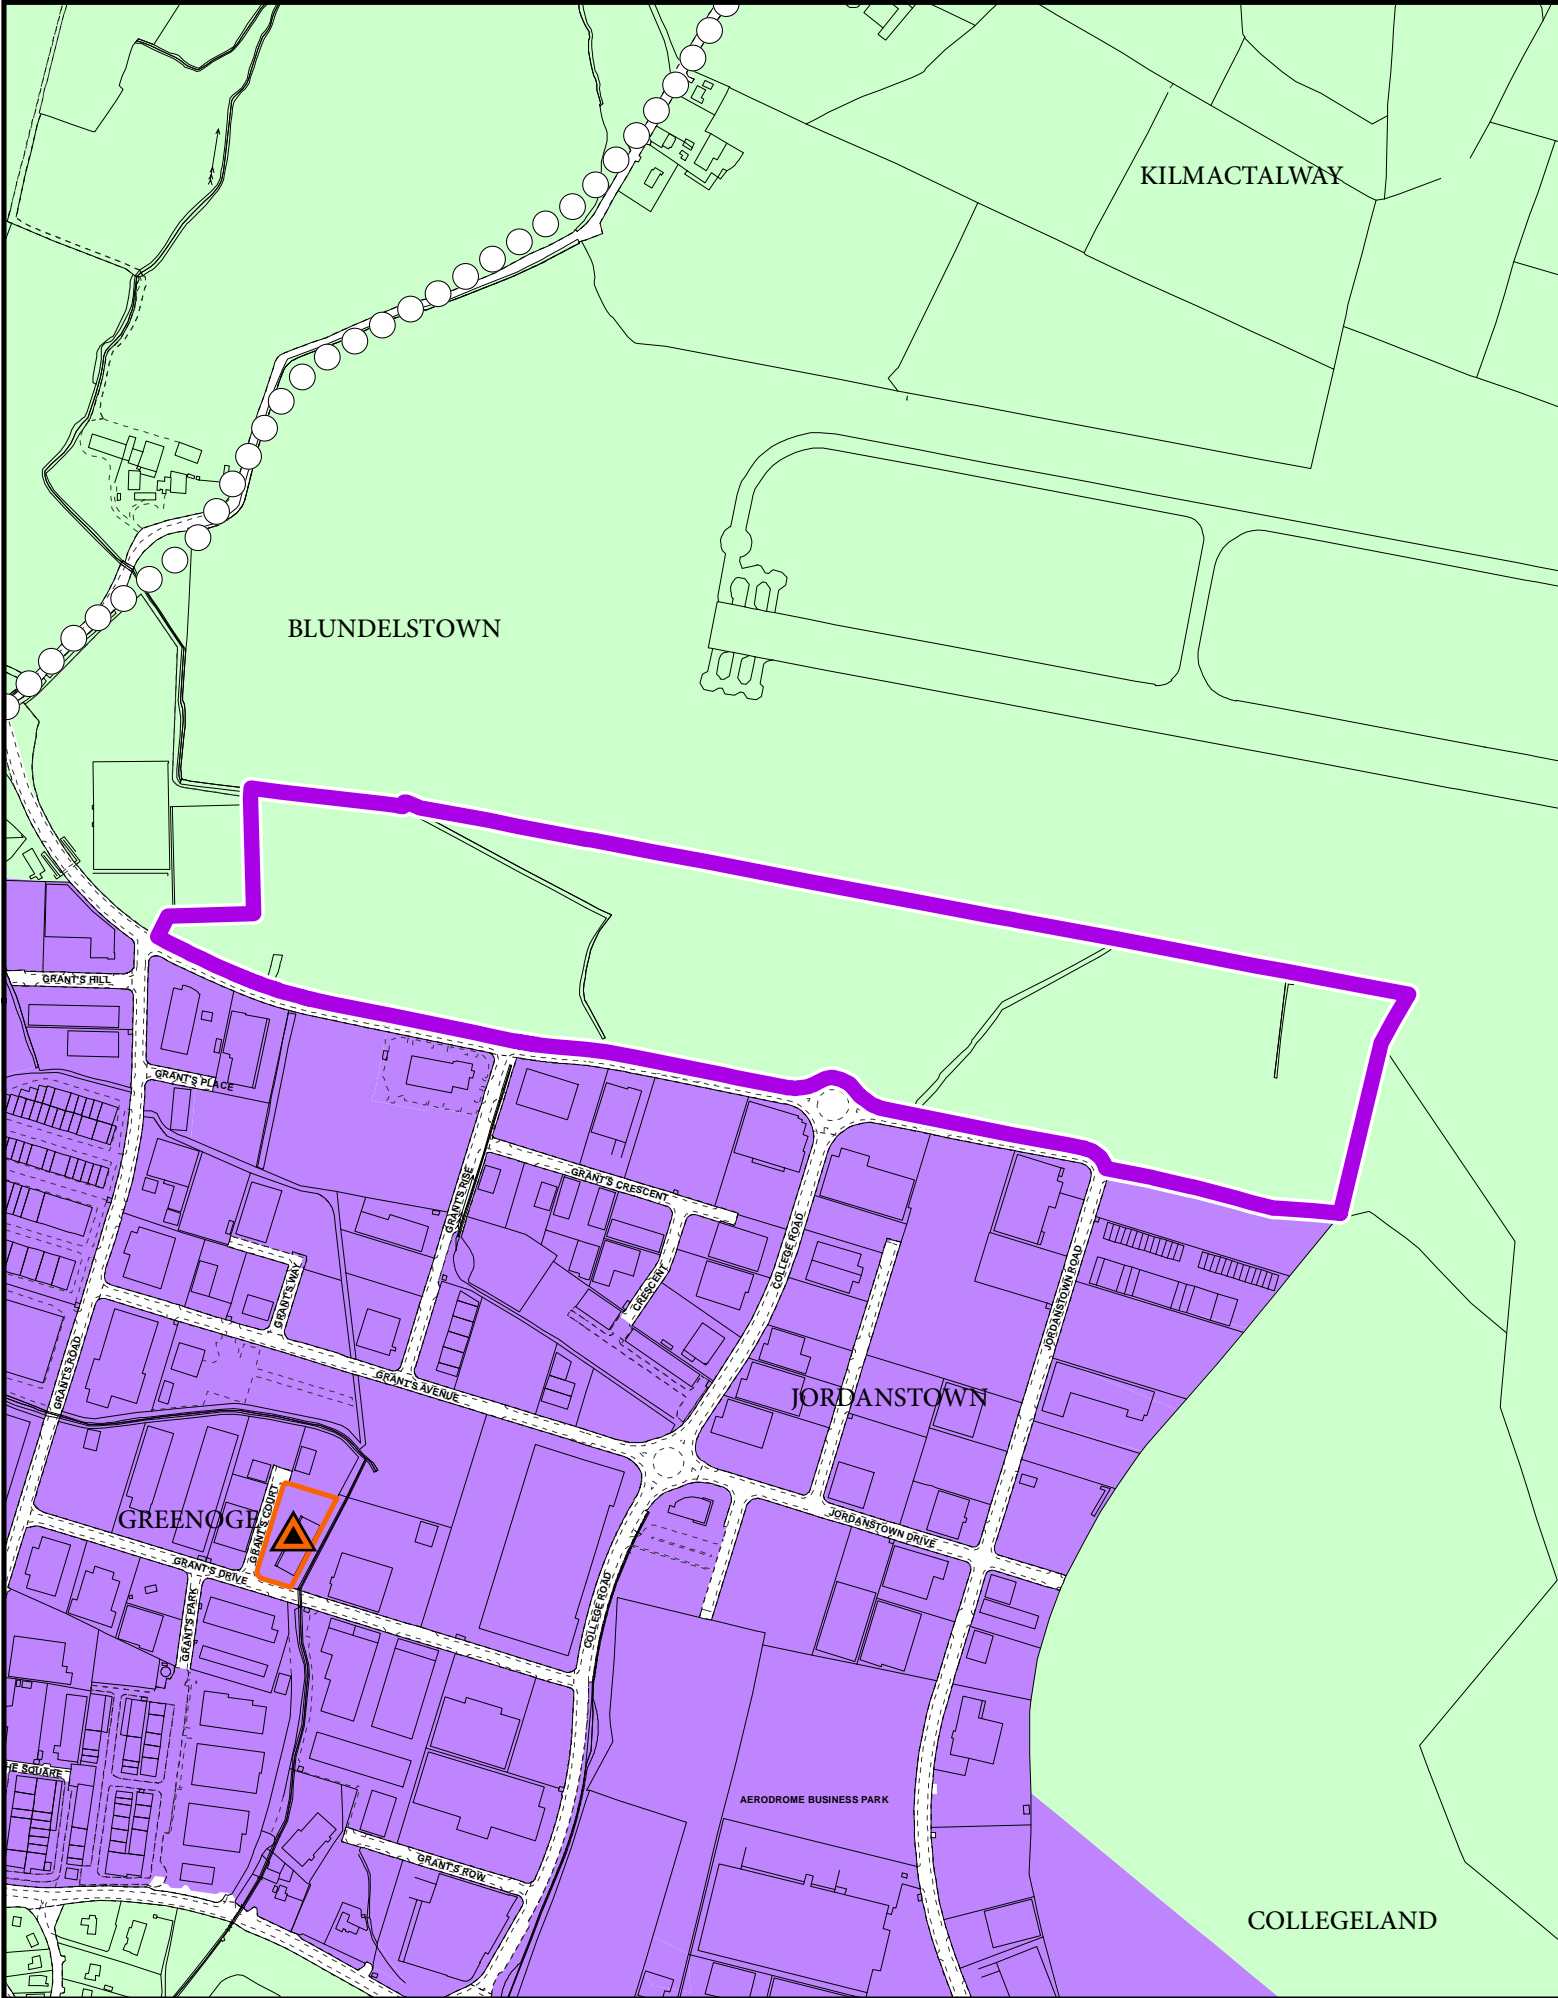 KILMACTALWAY
BLUNDELSTOWN
GRANT'S HILL
GRANT'S PLACE
GRANT'S RISE
GRANT'S CRESCENT
COLLEGE ROAD
JORDANSTOWN ROAD
GRANT'S WAY
CRESCENT
GRANT'S ROAD
GRANT'S AVENUE
JORDANSTOWN
GREENOGE
GRANT'S COURT
JORDANSTOWN DRIVE
GRANT'S DRIVE
GRANT'S PARK
COLLEGE ROAD
HE SQUARE
AERODROME BUSINESS PARK
GRANT'S ROW
COLLEGELAND